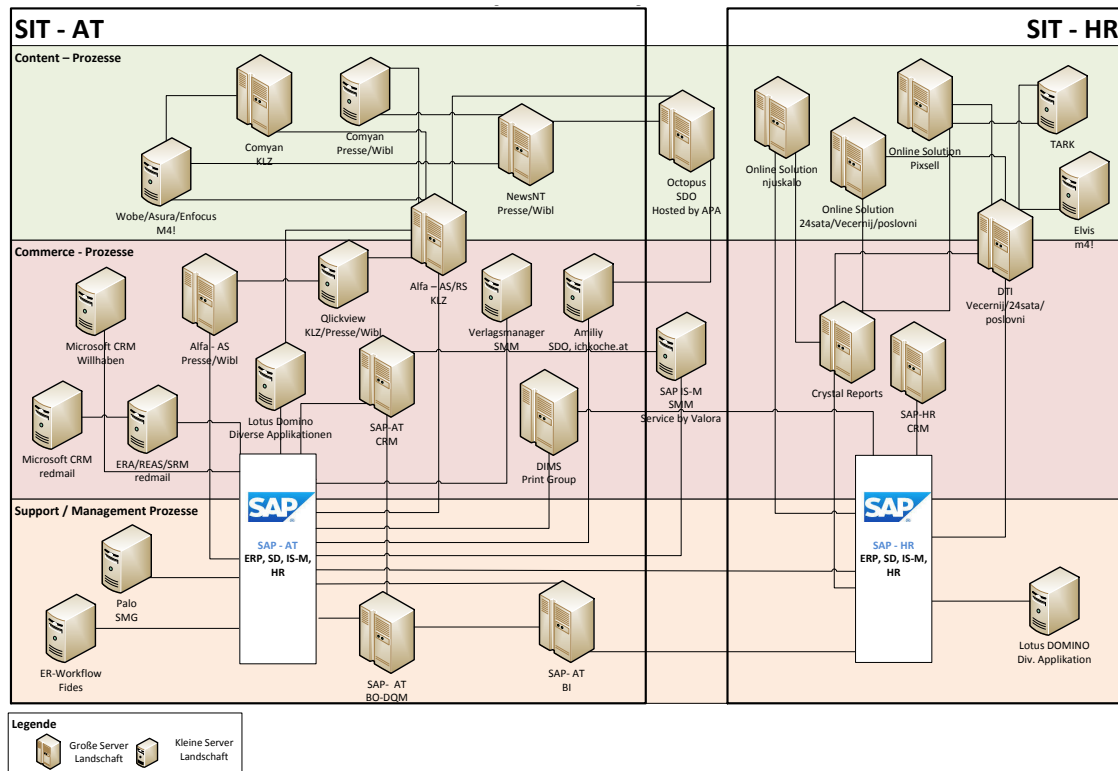 SIT - AT
SIT - HR
Content – Prozesse
Comyan
KLZ
Comyan
Presse/Wibl
Wobe/Asura/Enfocus
M4!
NewsNT
Presse/Wibl
Octopus
SDO
Hosted by APA
Online Solution
njuskalo
Online Solution
Pixsell
Online Solution
24sata/Vecernij/poslovni
TARK
Elvis
m4!
Commerce - Prozesse
Microsoft CRM
Willhaben
Alfa - AS
Presse/Wibl
Qlickview
KLZ/Presse/Wibl
Alfa – AS/RS
KLZ
Verlagsmanager
SMM
Amiliy
SDO, ichkoche.at
SAP IS-M
SMM
Service by Valora
DTI
Vecernij/24sata/
poslovni
Crystal Reports
SAP-HR
CRM
Microsoft CRM
redmail
ERA/REAS/SRM
redmail
Lotus Domino
Diverse Applikationen
SAP-AT
CRM
DIMS
Print Group
Support / Management Prozesse
SAP
SAP - AT
ERP, SD, IS-M,
HR
SAP
SAP - HR
ERP, SD, IS-M,
HR
Palo
SMG
ER-Workflow
Fides
SAP- AT
BO-DQM
SAP- AT
BI
Lotus DOMINO
Div. Applikation
Legende
Große Server
Landschaft
Kleine Server
Landschaft